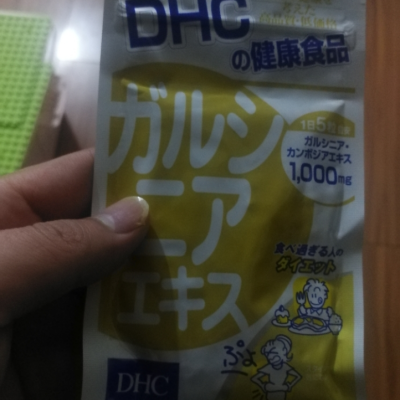 DHC
の健康食品
ガルシ
ニア
エキス
1日5粒
ガルシニア・
カンボジアエキス
1,000mg
食べ過ぎる人の
ダイエット
ぷよ
DHC